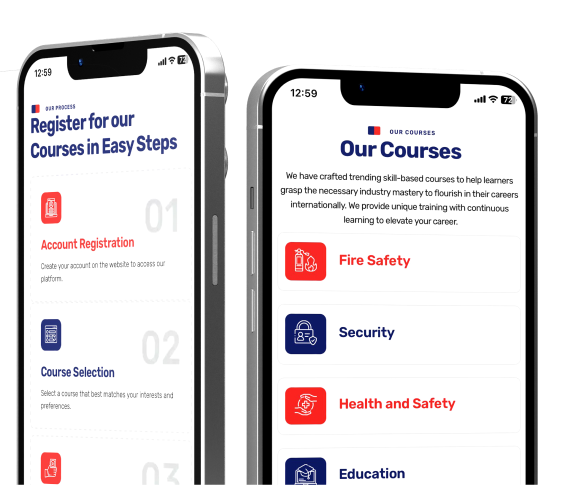 12:59
73
OUR PROCESS
Register for our
Courses in Easy Steps
01
Account Registration
Create your account on the website to access our
platform.
02
Course Selection
Select a course that best matches your interests and
preferences.
03
12:59
72
OUR COURSES
Our Courses
We have crafted trending skill-based courses to help learners
grasp the necessary industry mastery to flourish in their careers
internationally. We provide unique training with continuous
learning to elevate your career.
Fire Safety
Security
Health and Safety
Education